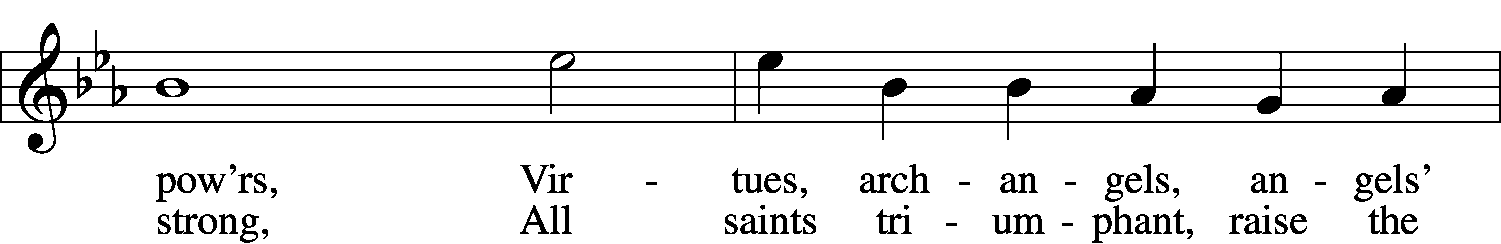 pow'rs, Vir - tues, arch - an - gels, an - gels'
strong, All saints tri - um - phant, raise the